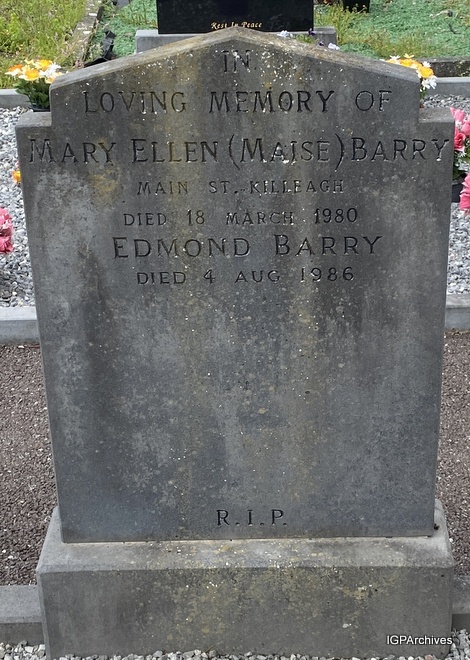 Rest In Peace
IN
LOVING MEMORY OF
MARY ELLEN (MAISE) BARRY
MAIN ST. KILLEAGH
DIED 18 MARCH 1980
EDMOND BARRY
DIED 4 AUG 1986
R.I.P.
IGPArchives